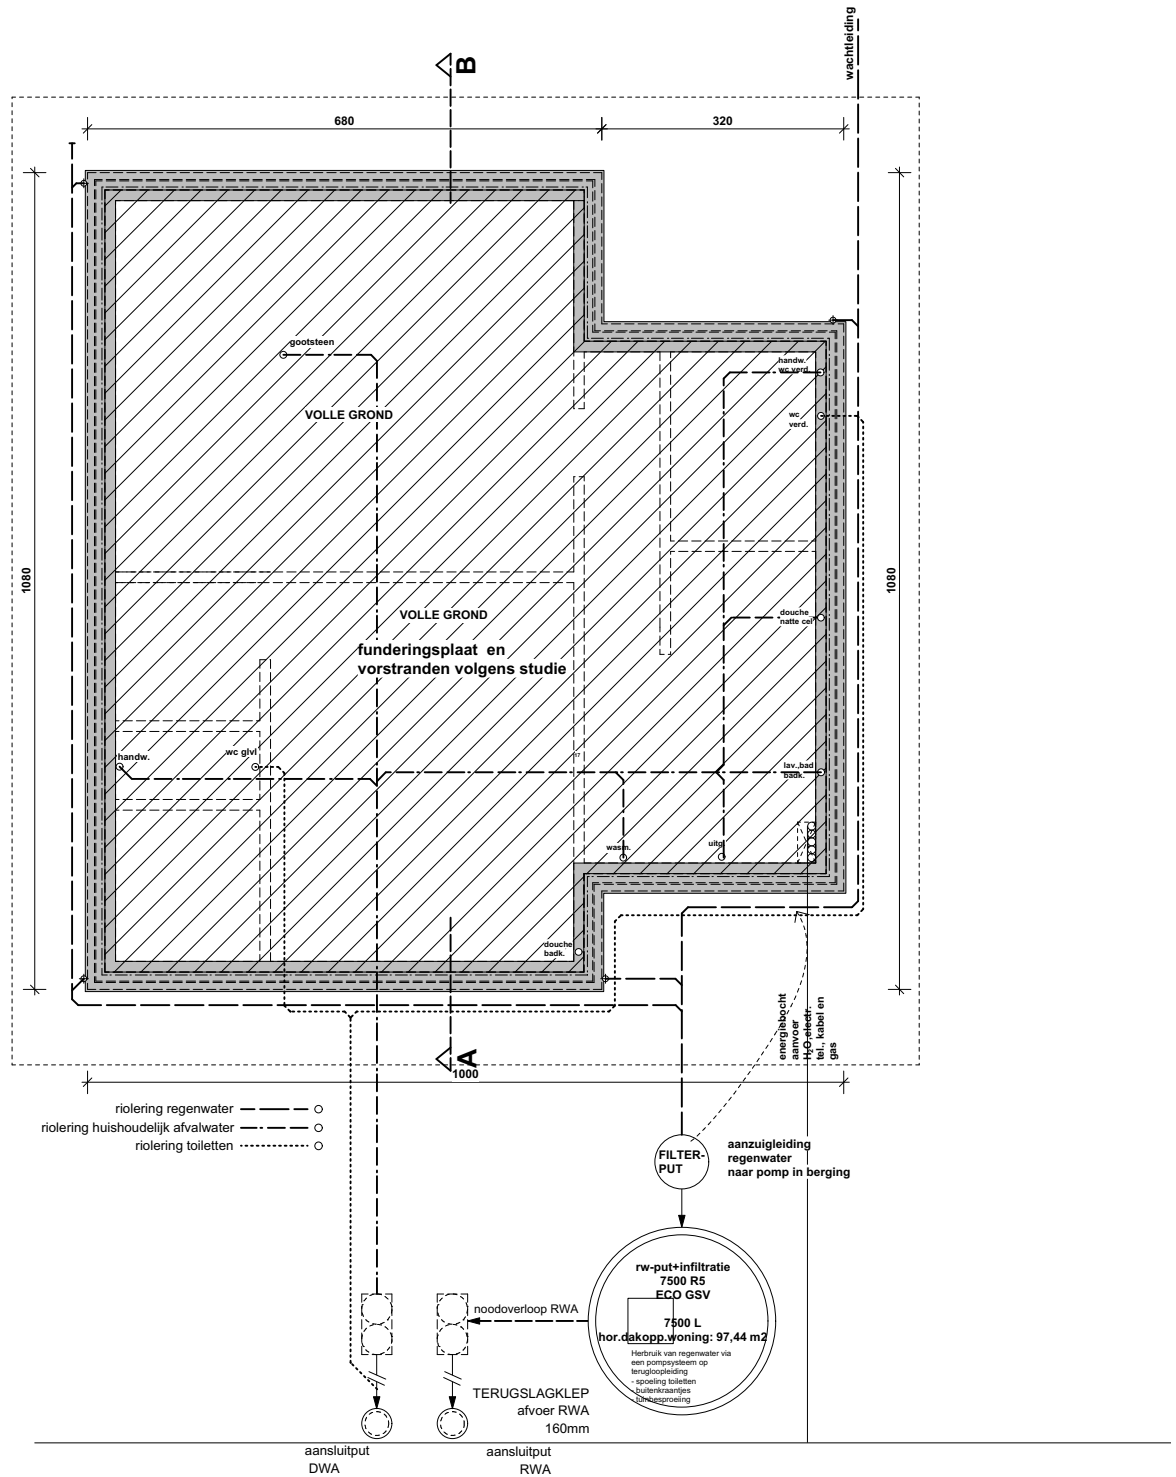 wachtleiding
B
680
320
1080
1080
gootsteen
VOLLE GROND
handw.
wc verd.
wc
verd.
VOLLE GROND
funderingsplaat en
vorstranden volgens studie
douche
natte cel
handw.
wc glvl
lav.,bad
badk.
wasm.
uitg.
douche
badk.
energiebocht
aanvoer
H₂O,electr.
tel., kabel en
gas
A
1000
riolering regenwater
riolering huishoudelijk afvalwater
riolering toiletten
FILTER-
PUT
aanzuigleiding
regenwater
naar pomp in berging
rw-put+infiltratie
7500 R5
ECO GSV
7500 L
hor.dakopp.woning: 97,44 m2
Herbruik van regenwater via
een pompsysteem op
terugloopleiding
- spoeling toiletten
- buitenkraantjes
- tuinbesproeiing
noodoverloop RWA
TERUGSLAGKLEP
afvoer RWA
160mm
aansluitput
DWA
aansluitput
RWA